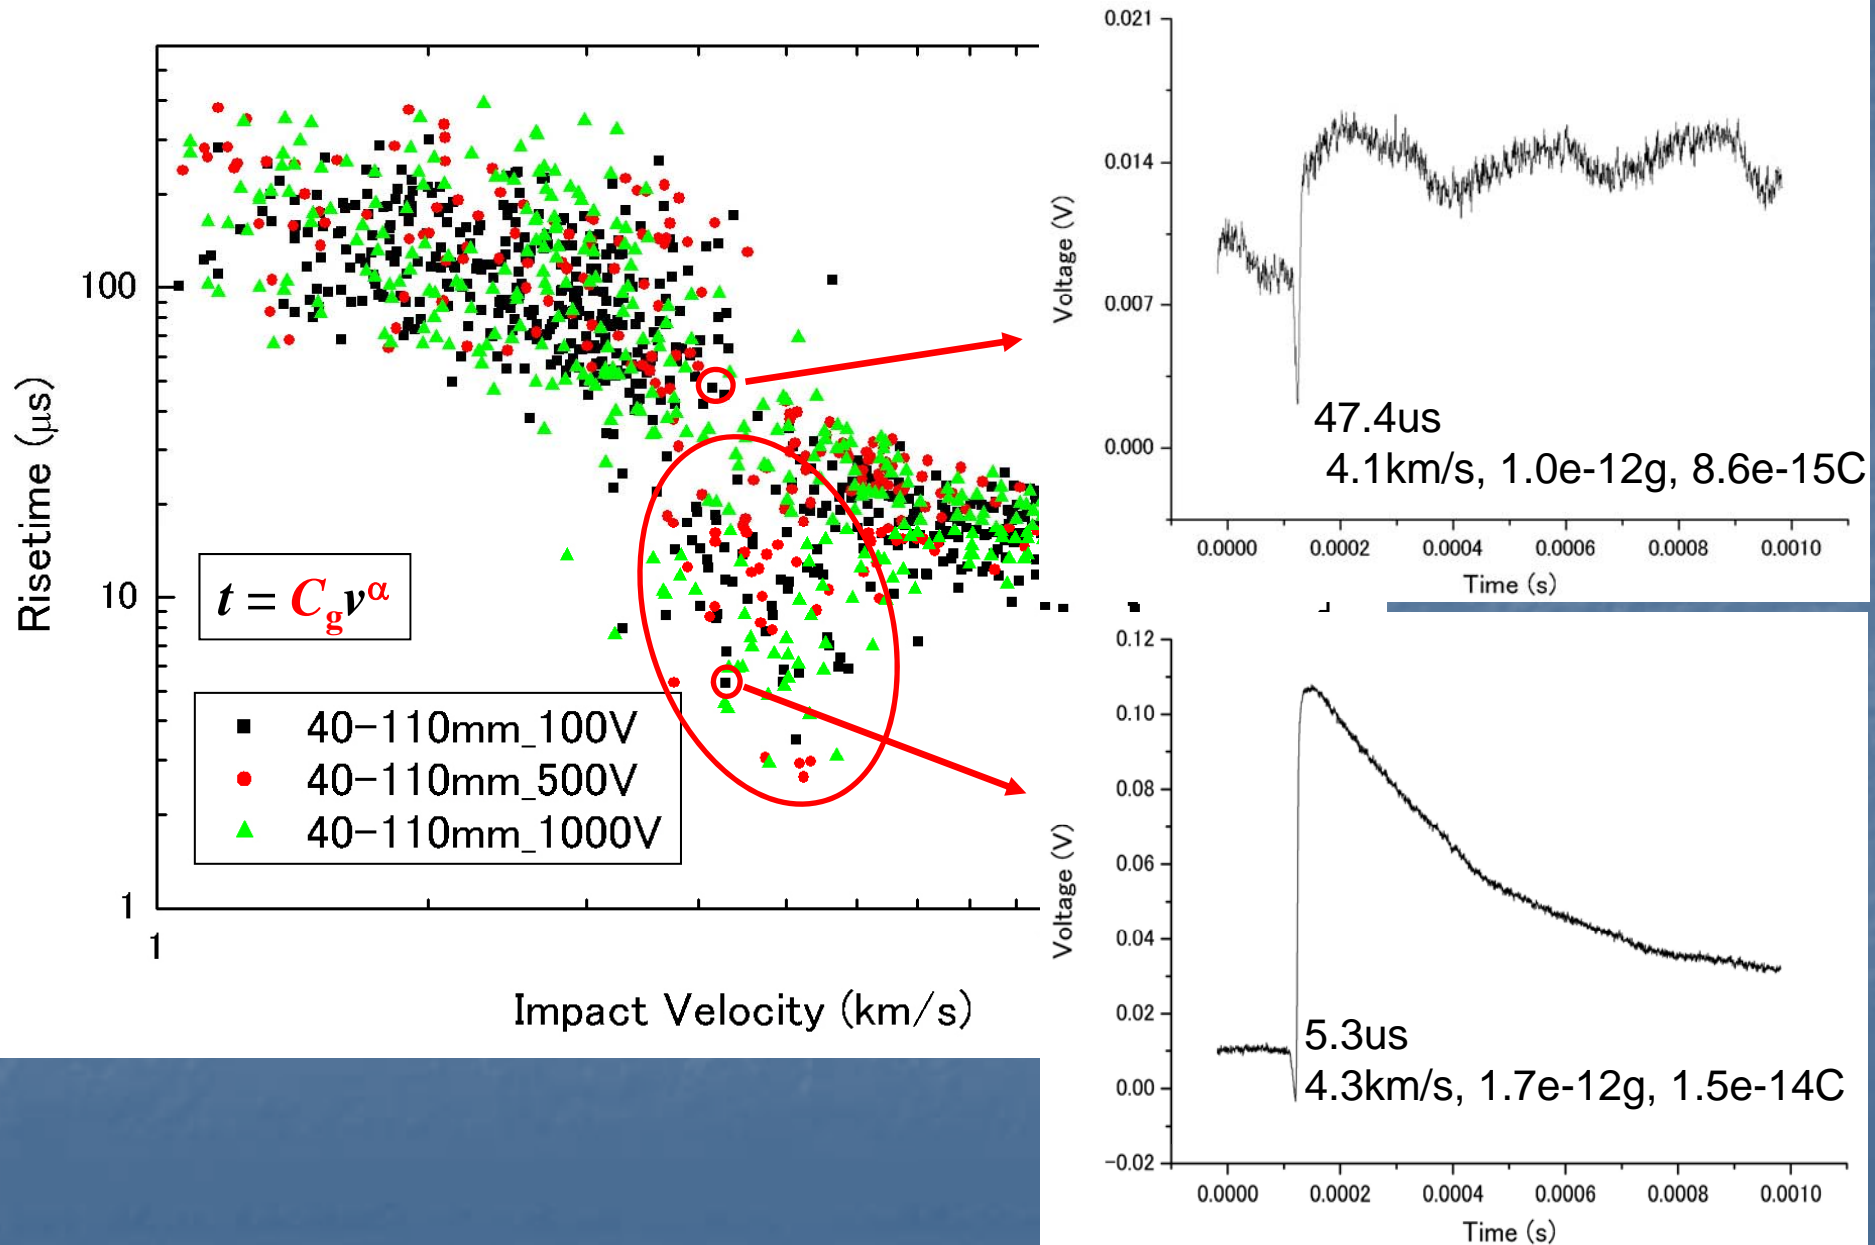 Risetime (μs)
100
10
1
1
Impact Velocity (km/s)
t = Cgvα
40-110mm_100V
40-110mm_500V
40-110mm_1000V
Voltage (V)
0.021
0.014
0.007
0.000
47.4us
4.1km/s, 1.0e-12g, 8.6e-15C
0.0000 0.0002 0.0004 0.0006 0.0008 0.0010
Time (s)
Voltage (V)
0.12
0.10
0.08
0.06
0.04
0.02
0.00
-0.02
5.3us
4.3km/s, 1.7e-12g, 1.5e-14C
0.0000 0.0002 0.0004 0.0006 0.0008 0.0010
Time (s)